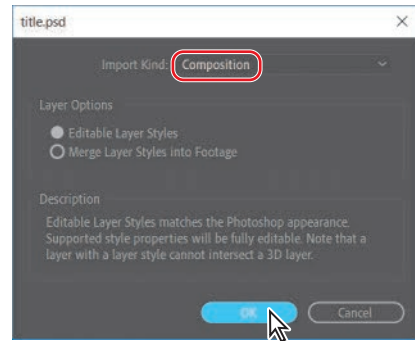 title.psd
Import Kind: Composition
Layer Options
Editable Layer Styles
Merge Layer Styles into Footage
Description
Editable Layer Styles matches the Photoshop appearance.
Supported style properties will be fully editable. Note that a
layer with a layer style cannot intersect a 3D layer.
OK Cancel